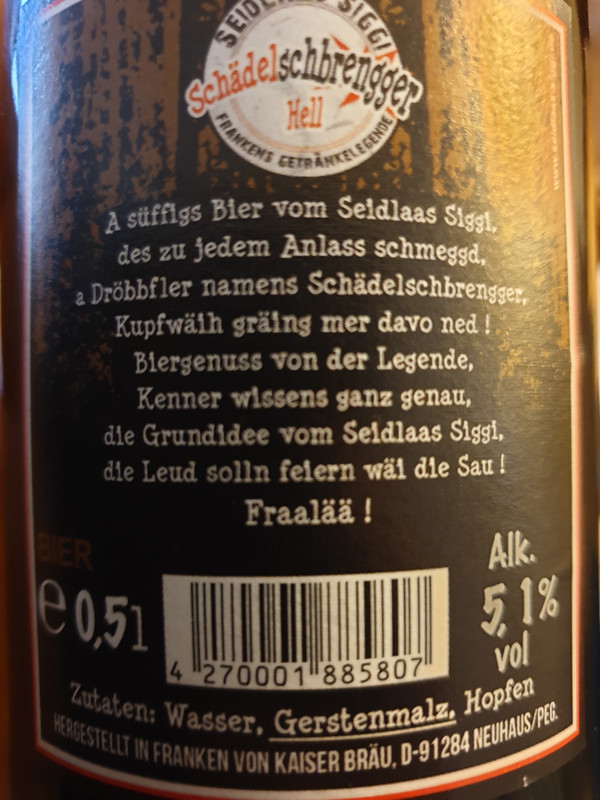 SEIDLAAS SIGGI
Schädelschbrengger
Hell
FRANKENS GETRÄNKELEGENDE
A süffigs Bier vom Seidlaas Siggi,
des zu jedem Anlass schmeggd,
a Dröbbfler namens Schädelschbrengger,
Kupfwäih gräing mer davo ned !
Biergenuss von der Legende,
Kenner wissens ganz genau,
die Grundidee vom Seidlaas Siggi,
die Leud solln feiern wäi die Sau !
Fraalää !
BIER
e 0,5l
Alk.
5,1%
vol
4 270001 885807
Zutaten: Wasser, Gerstenmalz, Hopfen
HERGESTELLT IN FRANKEN VON KAISER BRÄU, D-91284 NEUHAUS/PEG.